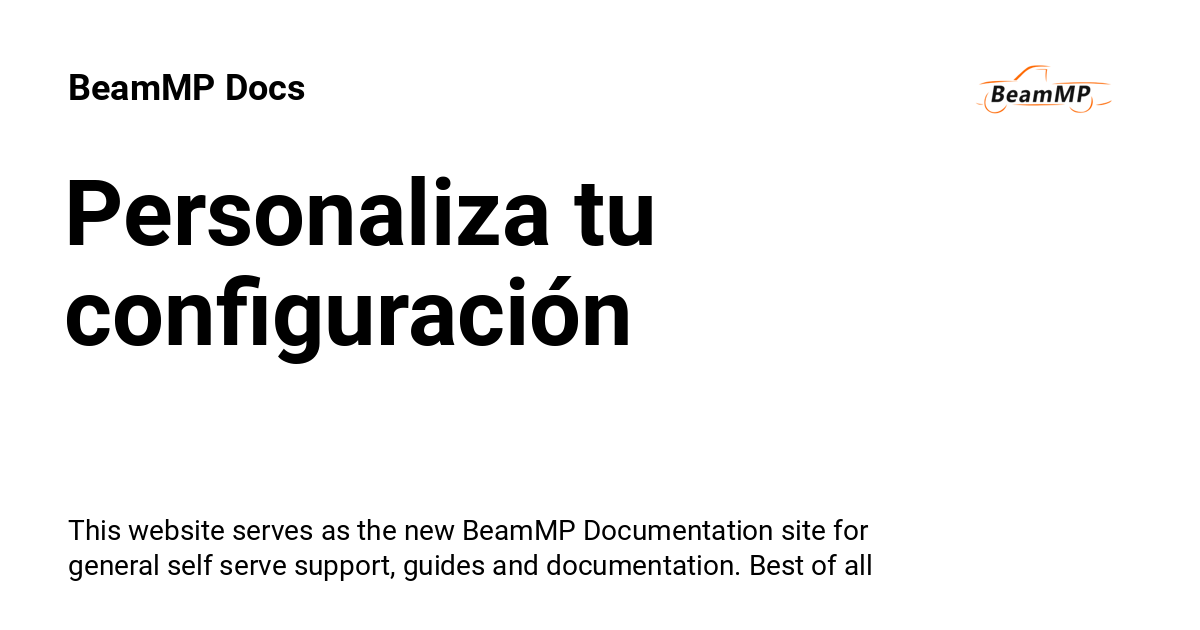 BeamMP Docs
BeamMP
Personaliza tu
configuración
This website serves as the new BeamMP Documentation site for
general self serve support, guides and documentation. Best of all